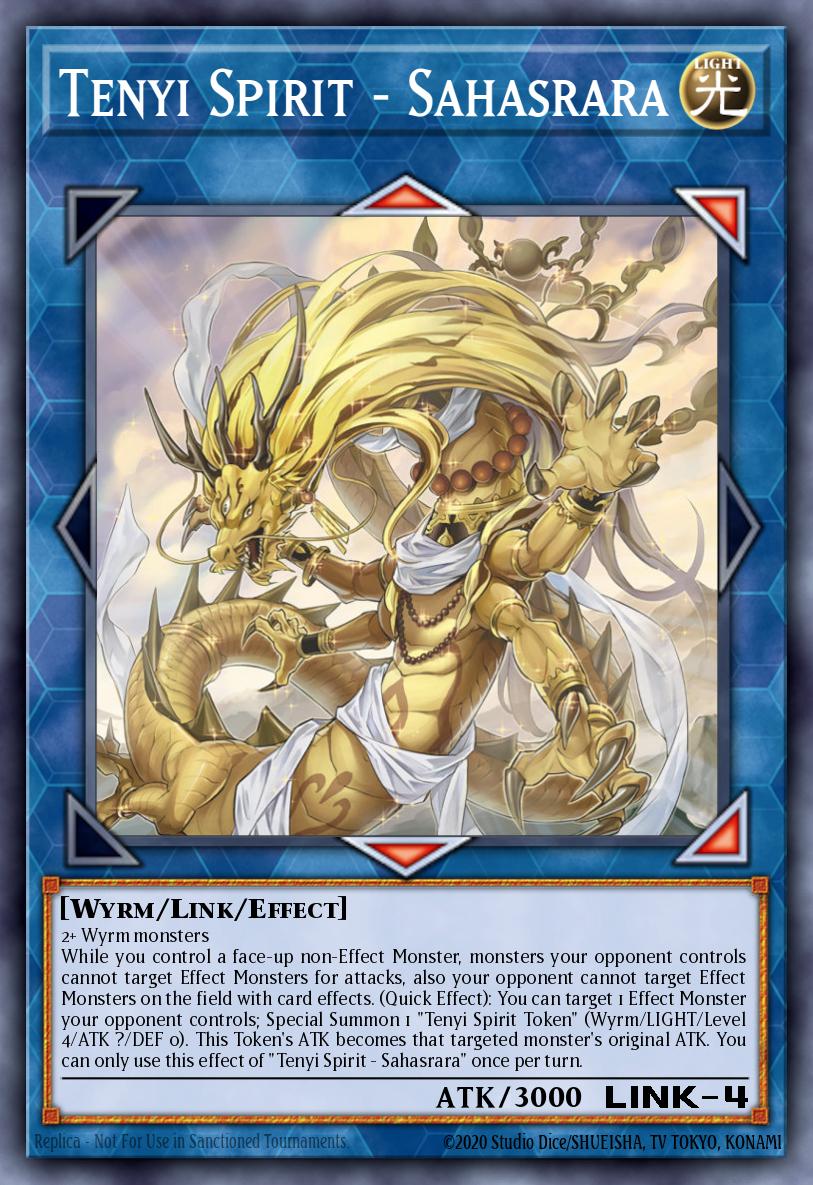 Tenyi Spirit - Sahasrara
LIGHT
光
[Wyrm/Link/Effect]
2+ Wyrm monsters
While you control a face-up non-Effect Monster, monsters your opponent controls
cannot target Effect Monsters for attacks, also your opponent cannot target Effect
Monsters on the field with card effects. (Quick Effect): You can target 1 Effect Monster
your opponent controls; Special Summon 1 "Tenyi Spirit Token" (Wyrm/LIGHT/Level
4/ATK ?/DEF 0). This Token's ATK becomes that targeted monster's original ATK. You
can only use this effect of "Tenyi Spirit - Sahasrara" once per turn.
ATK/3000 LINK-4
Replica - Not For Use in Sanctioned Tournaments.
©2020 Studio Dice/SHUEISHA, TV TOKYO, KONAMI